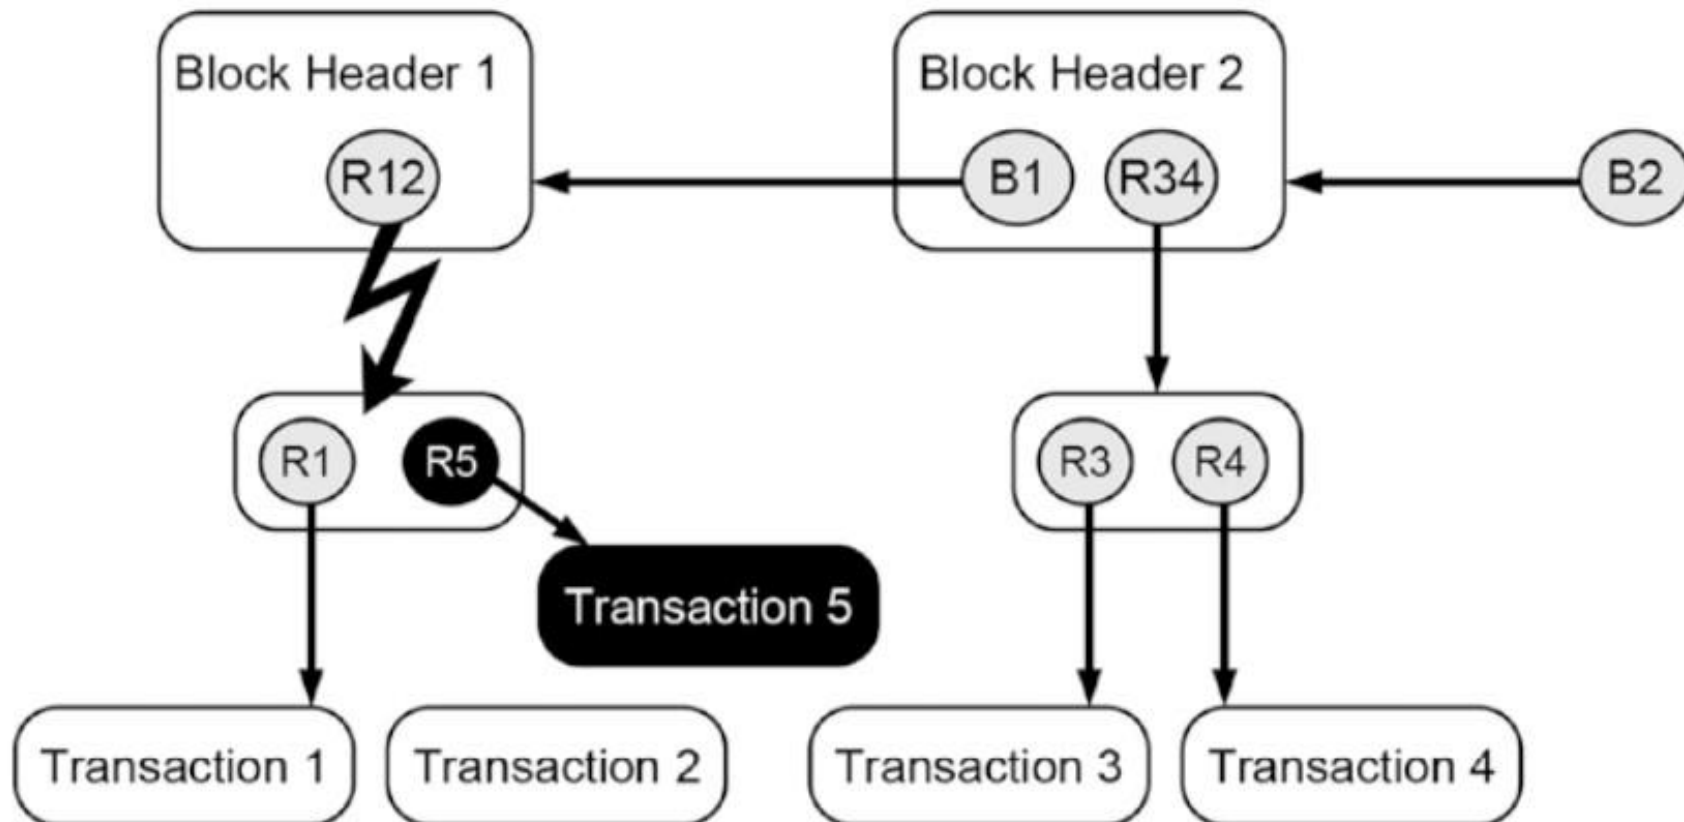 Block Header 1
Block Header 2
R12
B1
R34
B2
R1
R5
R3
R4
Transaction 5
Transaction 1
Transaction 2
Transaction 3
Transaction 4